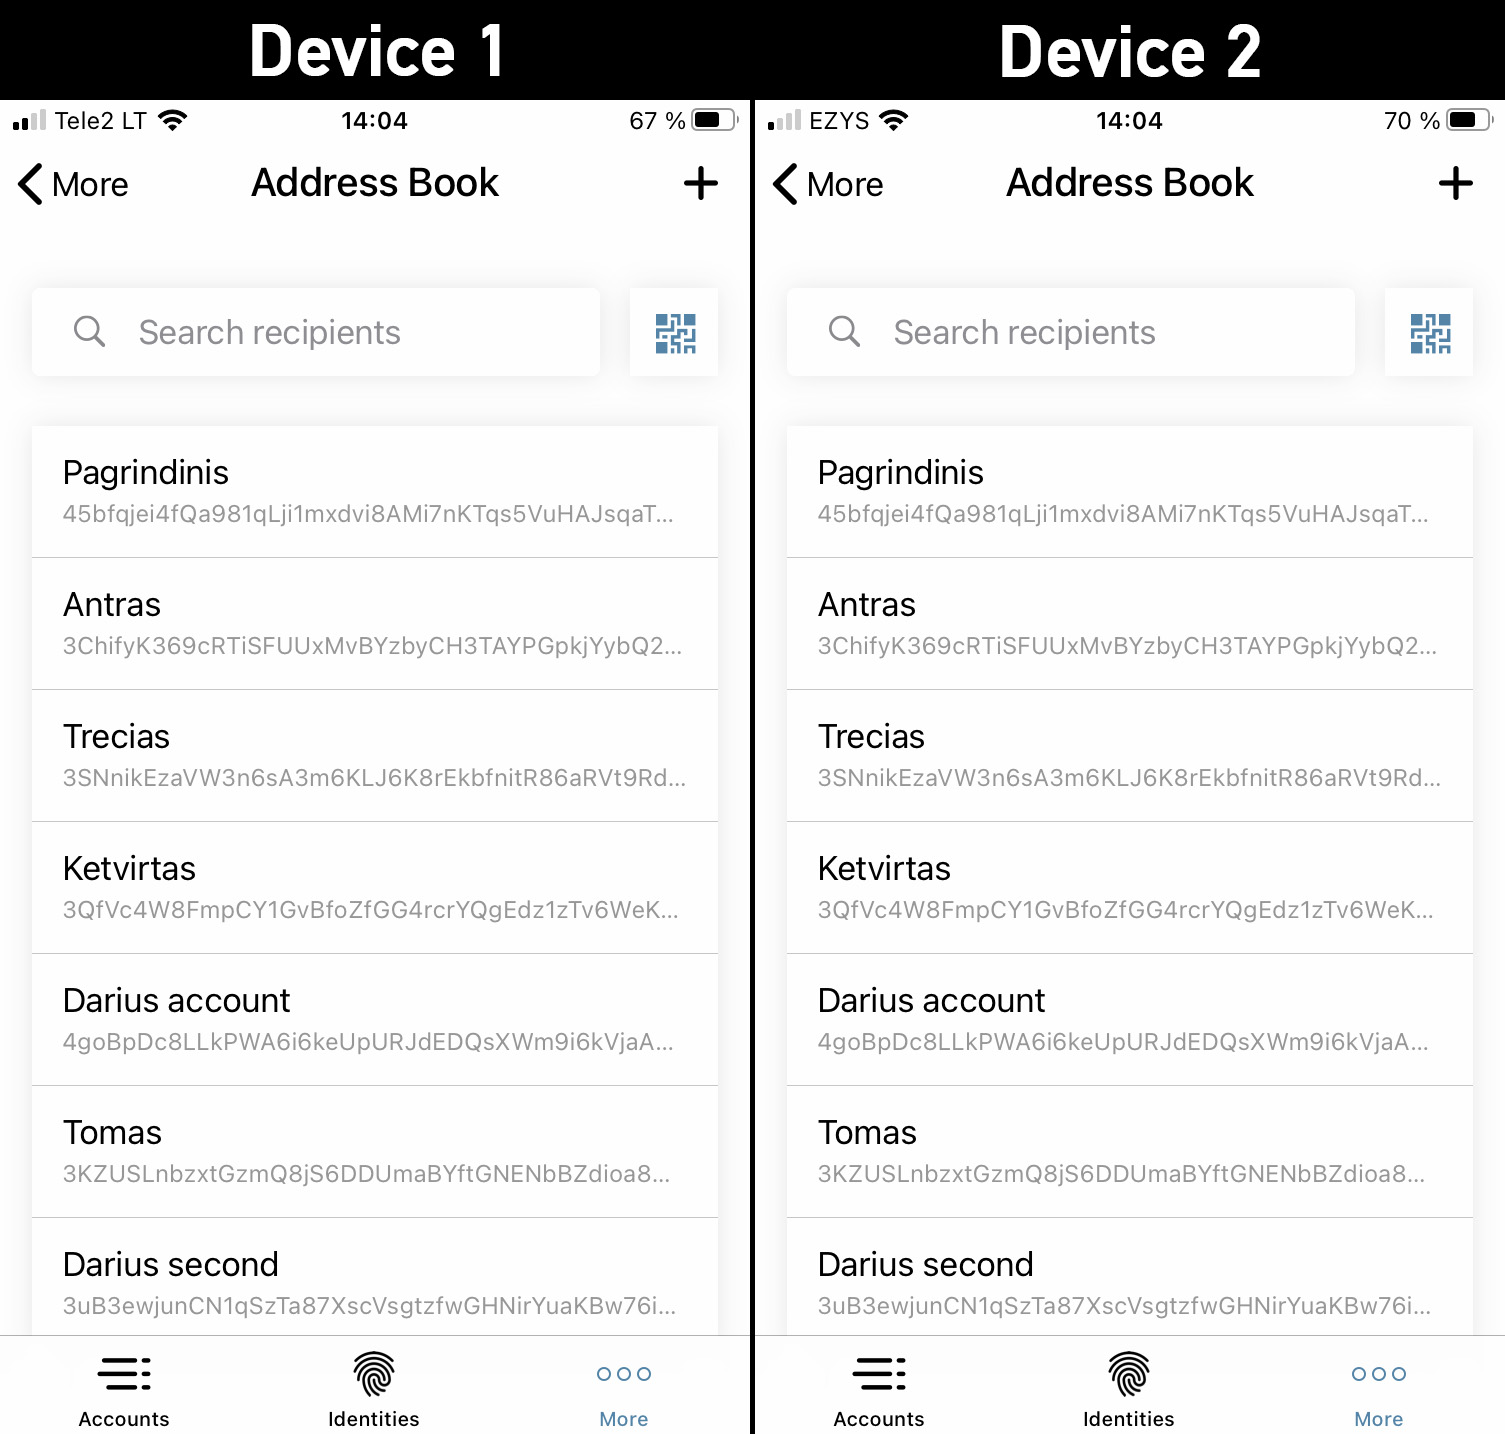 Device 1
Tele2 LT 14:04 67 %
More Address Book
Search recipients
Pagrindinis
45bfqjei4fQa981qLji1mxdvi8AMi7nKTqs5VuHAJsqaT...
Antras
3ChifyK369cRTiSFUUxMvBYzbyCH3TAYPGpkjYybQ2...
Trecias
3SNnikEzaVW3n6sA3m6KLJ6K8rEkbfnitR86aRVt9Rd...
Ketvirtas
3QfVc4W8FmpCY1GvBfoZfGG4rcrYQgEdz1zTv6WeK...
Darius account
4goBpDc8LLkPWA6i6keUpURJdEDQsXWm9i6kVjaA...
Tomas
3KZUSLnbzxtGzmQ8jS6DDUmaBYftGNENbBZdioa8...
Darius second
3uB3ewjunCN1qSzTa87XscVsgtzfwGHNirYuaKBw76i...
Accounts Identities More
Device 2
EZYS 14:04 70 %
More Address Book
Search recipients
Pagrindinis
45bfqjei4fQa981qLji1mxdvi8AMi7nKTqs5VuHAJsqaT...
Antras
3ChifyK369cRTiSFUUxMvBYzbyCH3TAYPGpkjYybQ2...
Trecias
3SNnikEzaVW3n6sA3m6KLJ6K8rEkbfnitR86aRVt9Rd...
Ketvirtas
3QfVc4W8FmpCY1GvBfoZfGG4rcrYQgEdz1zTv6WeK...
Darius account
4goBpDc8LLkPWA6i6keUpURJdEDQsXWm9i6kVjaA...
Tomas
3KZUSLnbzxtGzmQ8jS6DDUmaBYftGNENbBZdioa8...
Darius second
3uB3ewjunCN1qSzTa87XscVsgtzfwGHNirYuaKBw76i...
Accounts Identities More